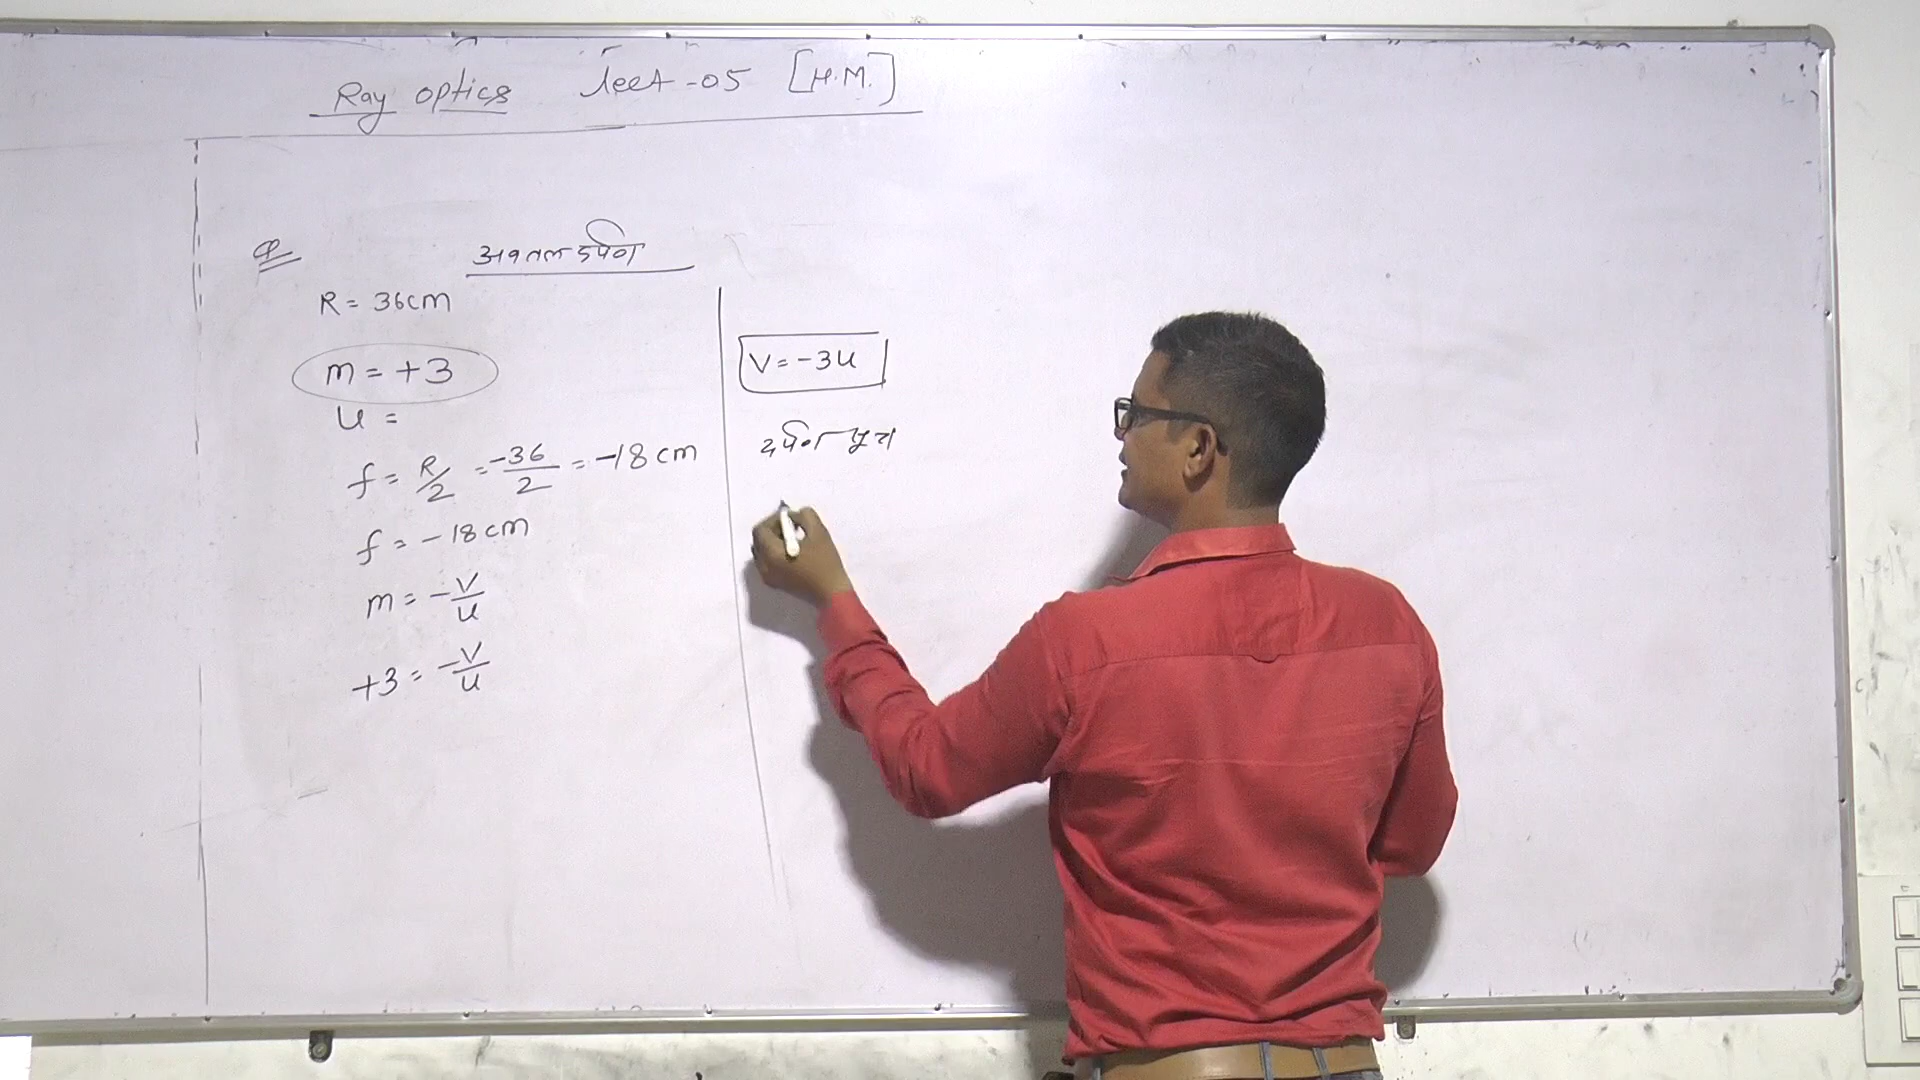 Ray optics Lect-05 [H.M.]
Q
अवतल दर्पण
R = 36cm
m = +3
u =
f = R/2 = -36/2 = -18 cm
f = -18 cm
m = -v/u
+3 = -v/u
V = -3u
दर्पण सूत्र